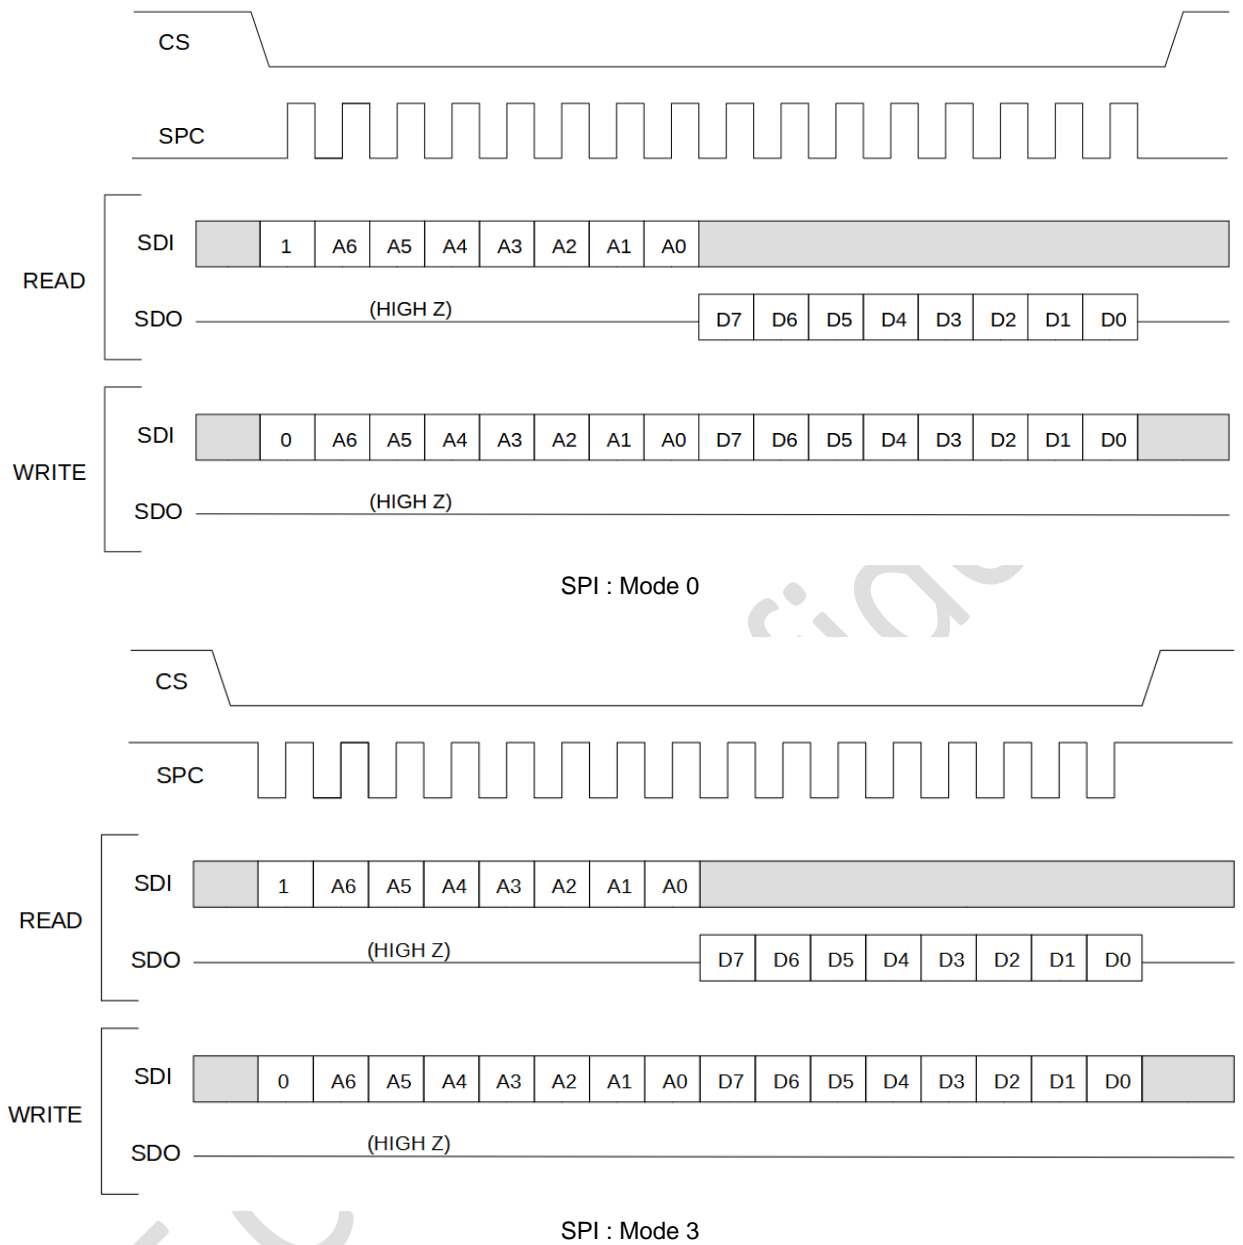 CS
SPC
READ
SDI 1 A6 A5 A4 A3 A2 A1 A0
SDO (HIGH Z) D7 D6 D5 D4 D3 D2 D1 D0
WRITE
SDI 0 A6 A5 A4 A3 A2 A1 A0 D7 D6 D5 D4 D3 D2 D1 D0
SDO (HIGH Z)
SPI : Mode 0
CS
SPC
READ
SDI 1 A6 A5 A4 A3 A2 A1 A0
SDO (HIGH Z) D7 D6 D5 D4 D3 D2 D1 D0
WRITE
SDI 0 A6 A5 A4 A3 A2 A1 A0 D7 D6 D5 D4 D3 D2 D1 D0
SDO (HIGH Z)
SPI : Mode 3